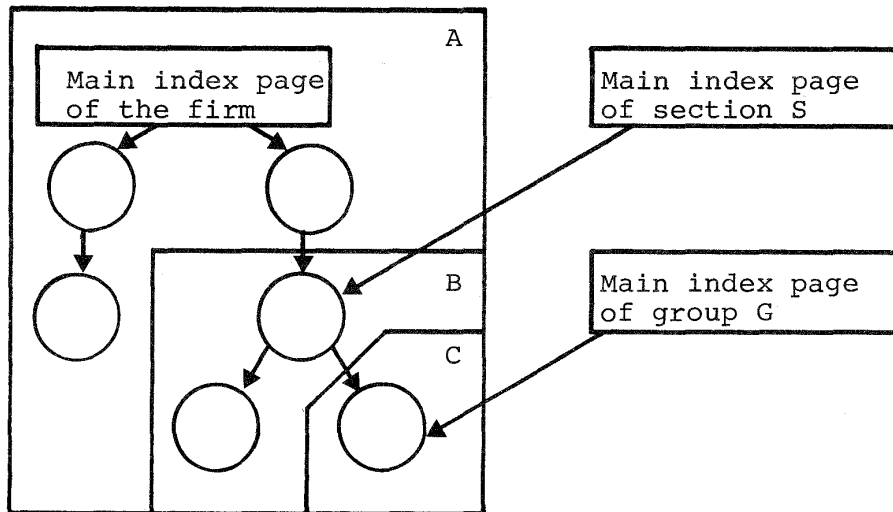 A
Main index page
of the firm
Main index page
of section S
B
Main index page
of group G
C